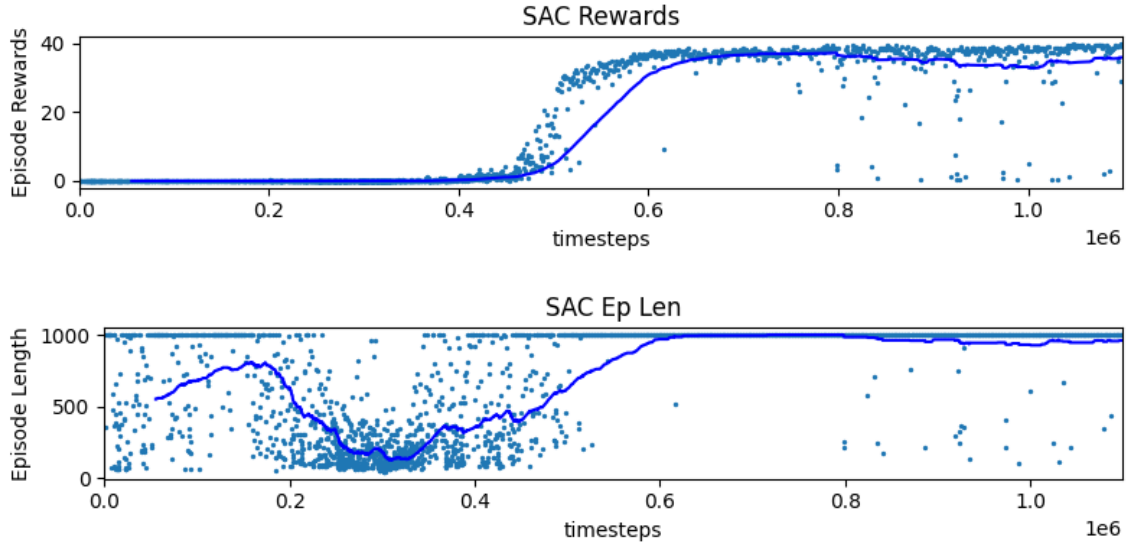 SAC Rewards
Episode Rewards
40
20
0
0.0 0.2 0.4 0.6 0.8 1.0
1e6
timesteps
SAC Ep Len
Episode Length
1000
500
0
0.0 0.2 0.4 0.6 0.8 1.0
1e6
timesteps